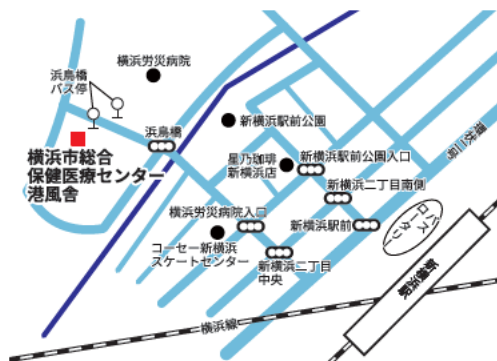 横浜労災病院
浜鳥橋
バス停
新横浜駅前公園
浜鳥橋
環状二号
星乃珈琲
新横浜店
新横浜駅前公園入口
横浜市総合
保健医療センター
港風舎
新横浜二丁目南側
横浜労災病院入口
新横浜駅前
バス
ロータリー
コーセー新横浜
スケートセンター
新横浜二丁目
中央
新横浜駅
横浜線